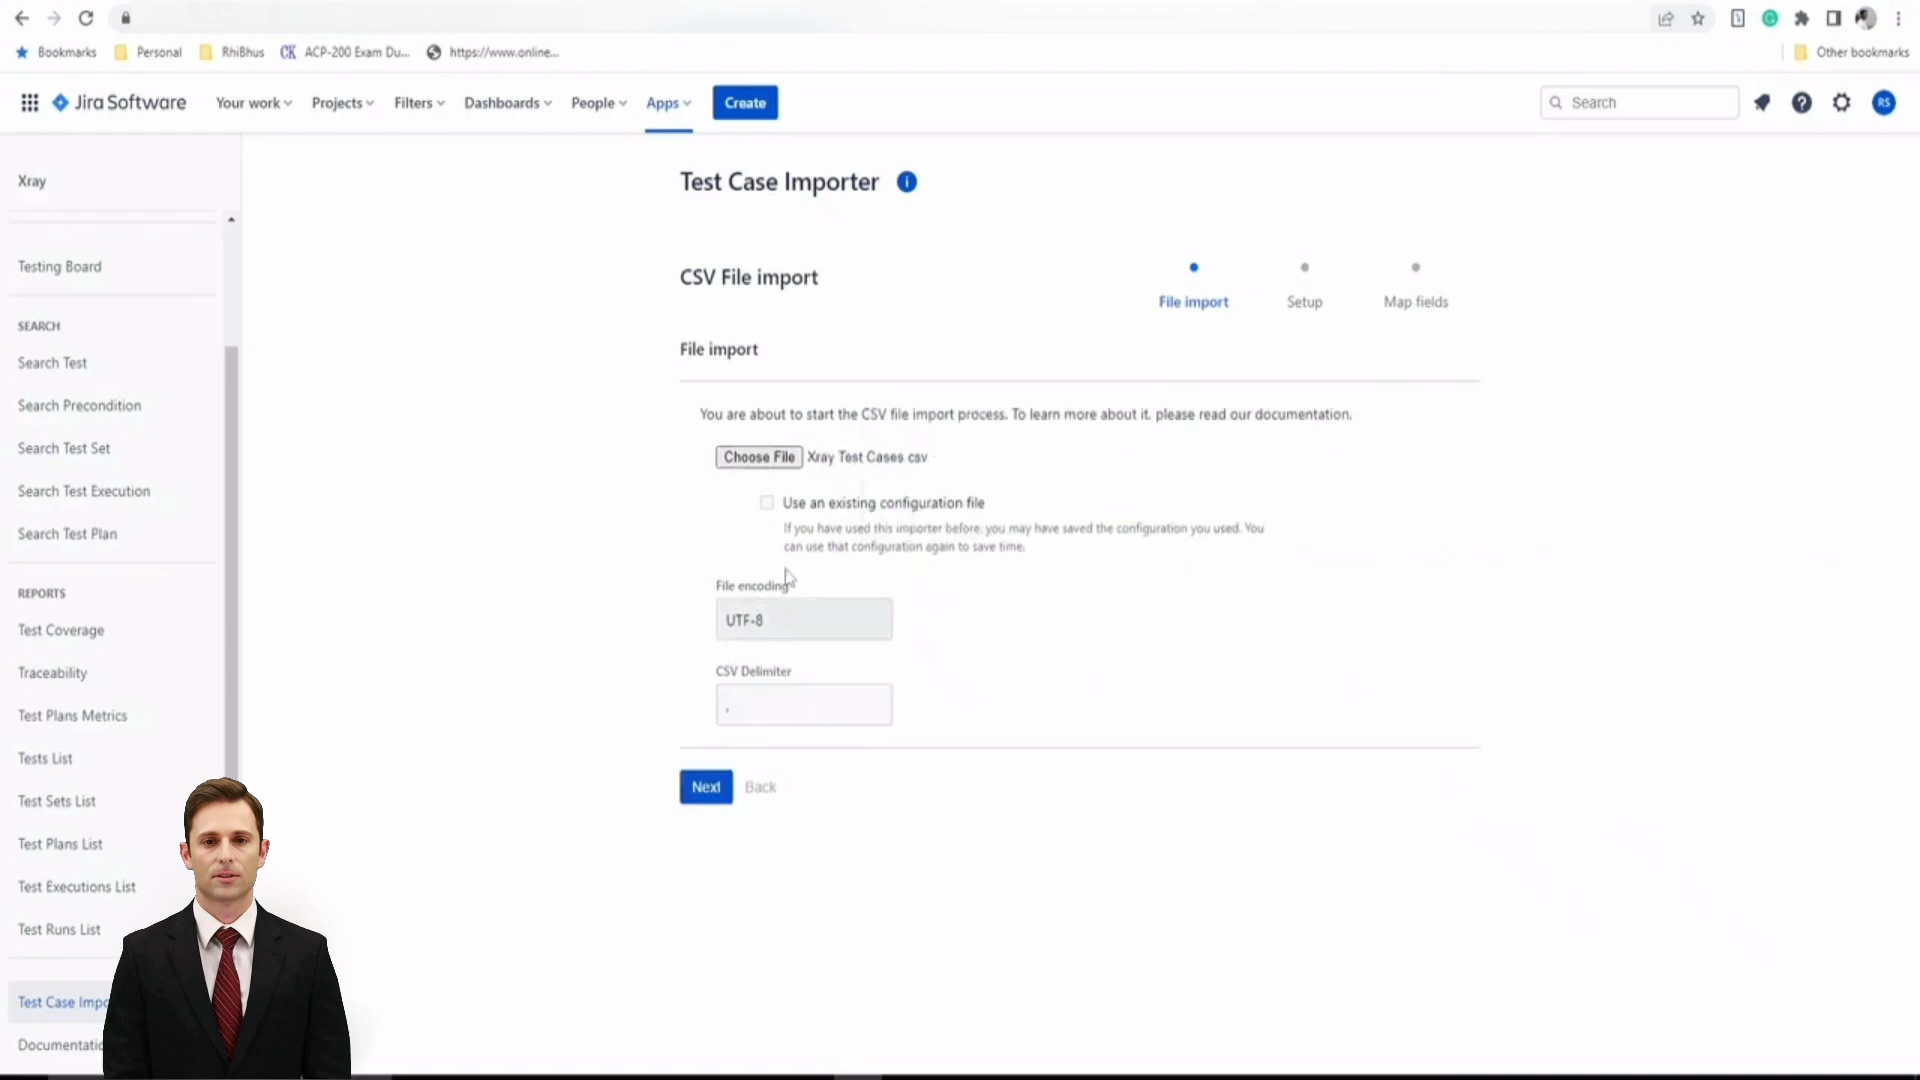 Bookmarks
Personal
RhiBhus
CK ACP-200 Exam Du...
https://www.online...
Other bookmarks
Jira Software
Your work
Projects
Filters
Dashboards
People
Apps
Create
Search
RS
Xray
Testing Board
SEARCH
Search Test
Search Precondition
Search Test Set
Search Test Execution
Search Test Plan
REPORTS
Test Coverage
Traceability
Test Plans Metrics
Tests List
Test Sets List
Test Plans List
Test Executions List
Test Runs List
Test Case Impo
Documentatio
Test Case Importer
CSV File import
File import
Setup
Map fields
File import
You are about to start the CSV file import process. To learn more about it, please read our documentation.
Choose File Xray Test Cases.csv
Use an existing configuration file
If you have used this importer before, you may have saved the configuration you used. You
can use that configuration again to save time.
File encoding
UTF-8
CSV Delimiter
,
Next
Back